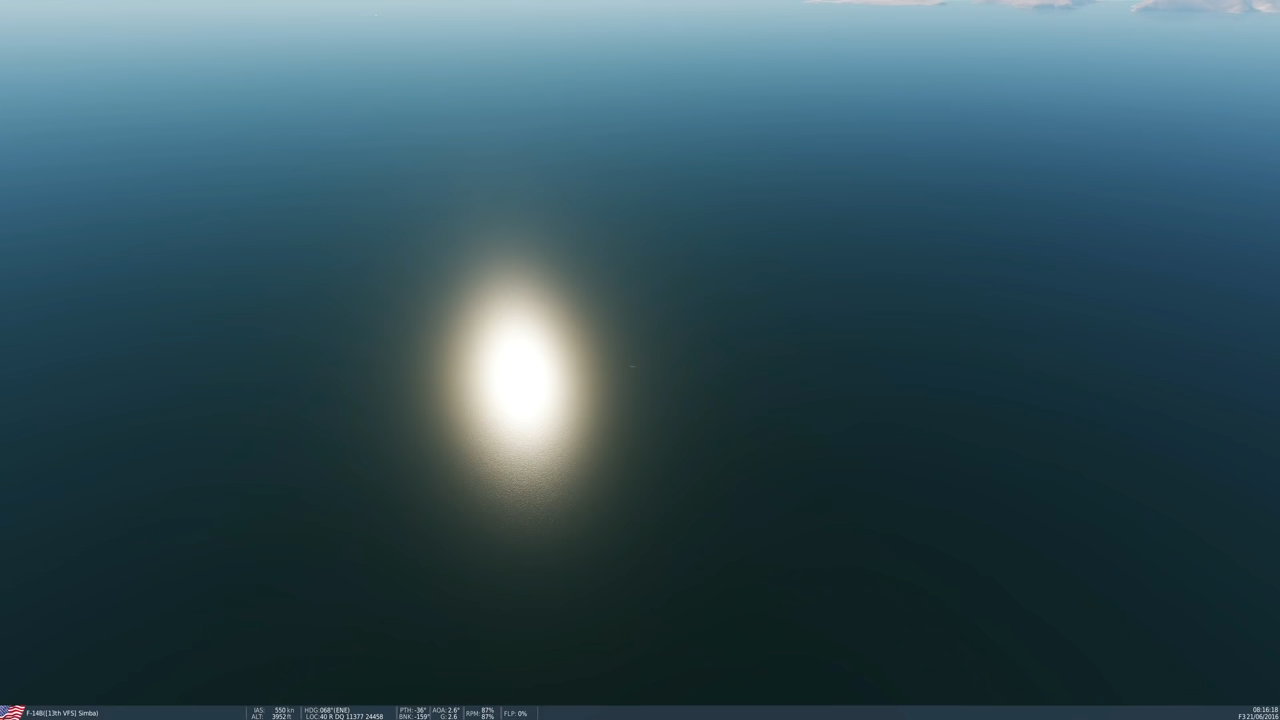 F-14B([13th VFS] Simba)
IAS: 550 kn
ALT: 3952 ft
HDG: 068°(ENE)
LOC: 40 R DQ 11377 24458
PTH: -36°
BNK: -159°
AOA: 2.6°
G: 2.6
RPM: 87%
87%
FLP: 0%
08:16:18
F3 21/06/2016